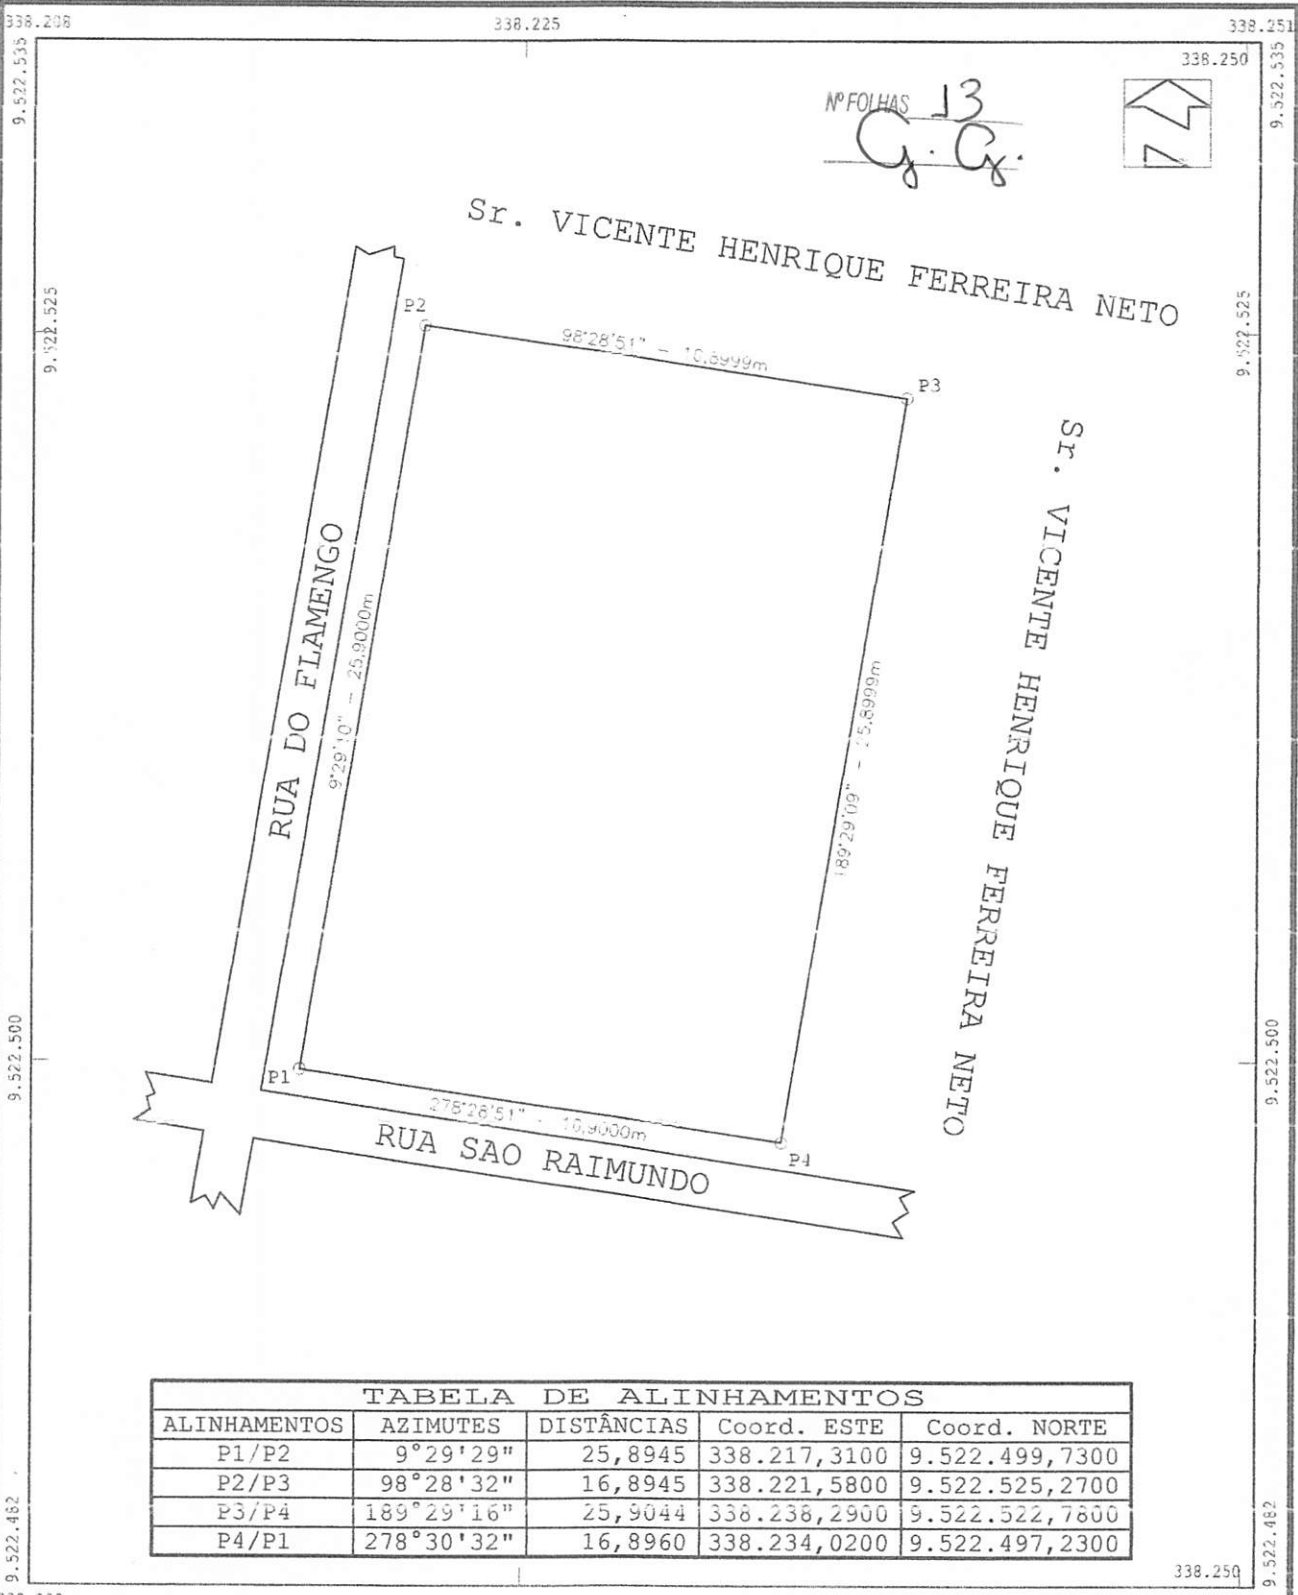 338.208 338.225 338.251
338.250
9.522.535 9.522.535
Nº FOLHAS 13
G. G.
Sr. VICENTE HENRIQUE FERREIRA NETO
9.522.525 9.522.525
P2
98°28'51" - 16,8999m
P3
Sr. VICENTE HENRIQUE FERREIRA NETO
RUA DO FLAMENGO
9°29'10" - 25,9000m
189°29'09" - 25,8999m
9.522.500 9.522.500
P1
278°28'51" - 16,9000m
P4
RUA SAO RAIMUNDO
TABELA DE ALINHAMENTOS
ALINHAMENTOS AZIMUTES DISTÂNCIAS Coord. ESTE Coord. NORTE
P1/P2 9°29'29" 25,8945 338.217,3100 9.522.499,7300
P2/P3 98°28'32" 16,8945 338.221,5800 9.522.525,2700
P3/P4 189°29'16" 25,9044 338.238,2900 9.522.522,7800
P4/P1 278°30'32" 16,8960 338.234,0200 9.522.497,2300
9.522.482 9.522.482
338.250